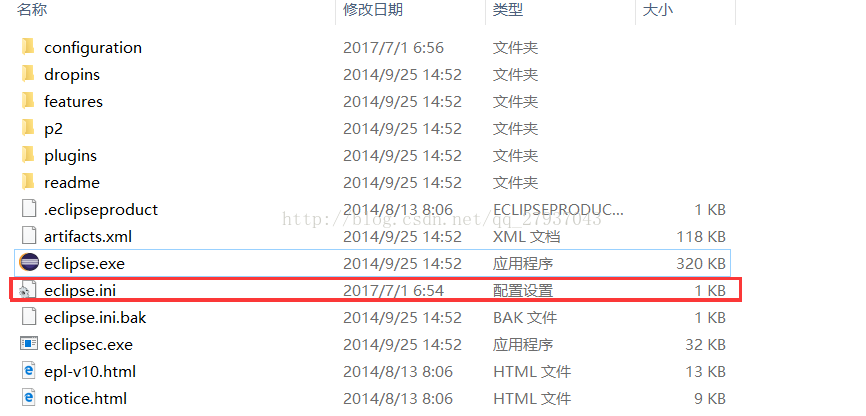 名称 修改日期 类型 大小
configuration 2017/7/1 6:56 文件夹
dropins 2014/9/25 14:52 文件夹
features 2014/9/25 14:52 文件夹
p2 2014/9/25 14:52 文件夹
plugins 2014/9/25 14:52 文件夹
readme 2014/9/25 14:52 文件夹
.eclipseproduct 2014/8/13 8:06 ECLIPSEPRODUC... 1 KB
http://blog.csdn.net/qq_27937043
artifacts.xml 2014/9/25 14:52 XML 文档 118 KB
eclipse.exe 2014/9/25 14:52 应用程序 320 KB
eclipse.ini 2017/7/1 6:54 配置设置 1 KB
eclipse.ini.bak 2014/9/25 14:52 BAK 文件 1 KB
eclipsec.exe 2014/9/25 14:52 应用程序 32 KB
epl-v10.html 2014/8/13 8:06 HTML 文件 13 KB
notice.html 2014/8/13 8:06 HTML 文件 9 KB